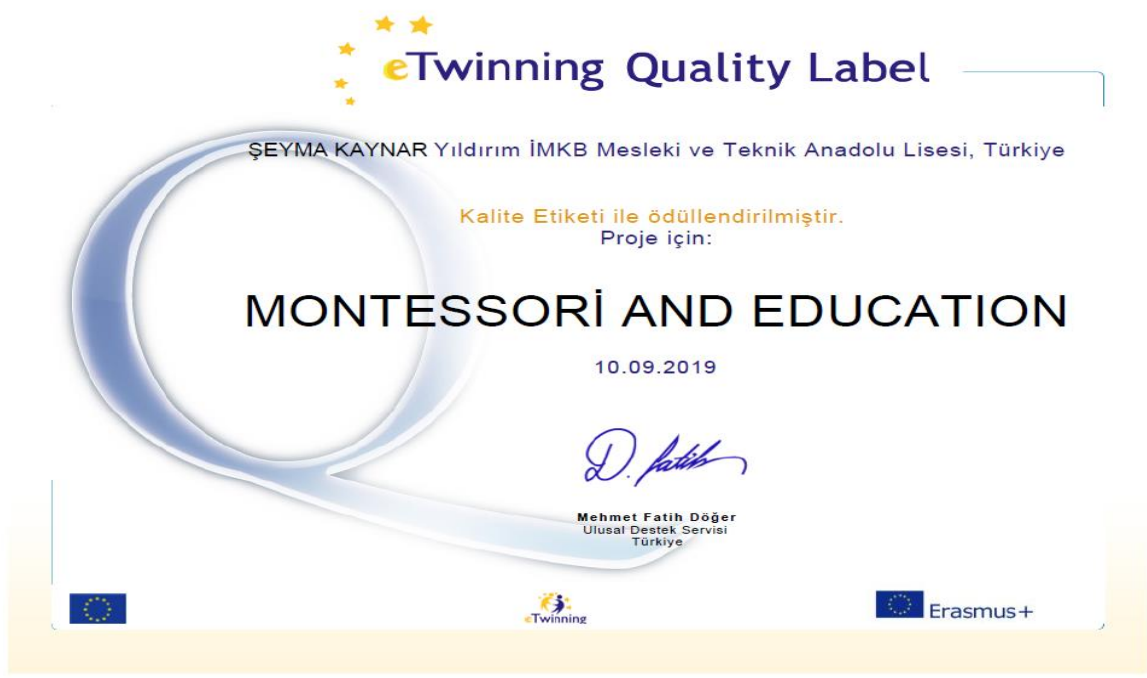 eTwinning Quality Label
ŞEYMA KAYNAR Yıldırım İMKB Mesleki ve Teknik Anadolu Lisesi, Türkiye
Kalite Etiketi ile ödüllendirilmiştir.
Proje için:
MONTESSORİ AND EDUCATION
10.09.2019
D. fatih
Mehmet Fatih Döğer
Ulusal Destek Servisi
Türkiye
eTwinning
Erasmus+